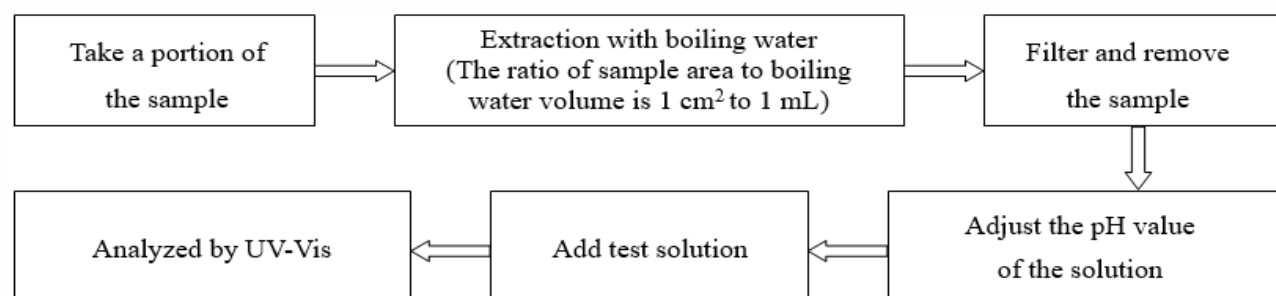 Take a portion of
the sample
Extraction with boiling water
(The ratio of sample area to boiling
water volume is 1 cm² to 1 mL)
Filter and remove
the sample
Adjust the pH value
of the solution
Add test solution
Analyzed by UV-Vis